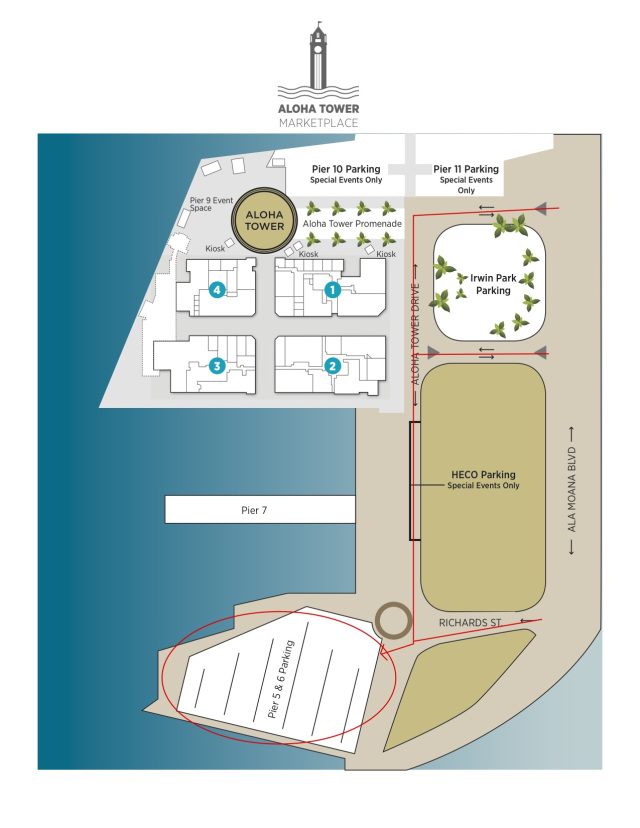 ALOHA TOWER
MARKETPLACE
Pier 10 Parking
Special Events Only
Pier 11 Parking
Special Events
Only
Pier 9 Event
Space
ALOHA
TOWER
Aloha Tower Promenade
Kiosk
Kiosk
Kiosk
4
1
Irwin Park
Parking
ALOHA TOWER DRIVE
3
2
HECO Parking
Special Events Only
ALA MOANA BLVD
Pier 7
RICHARDS ST
Pier 5 & 6 Parking